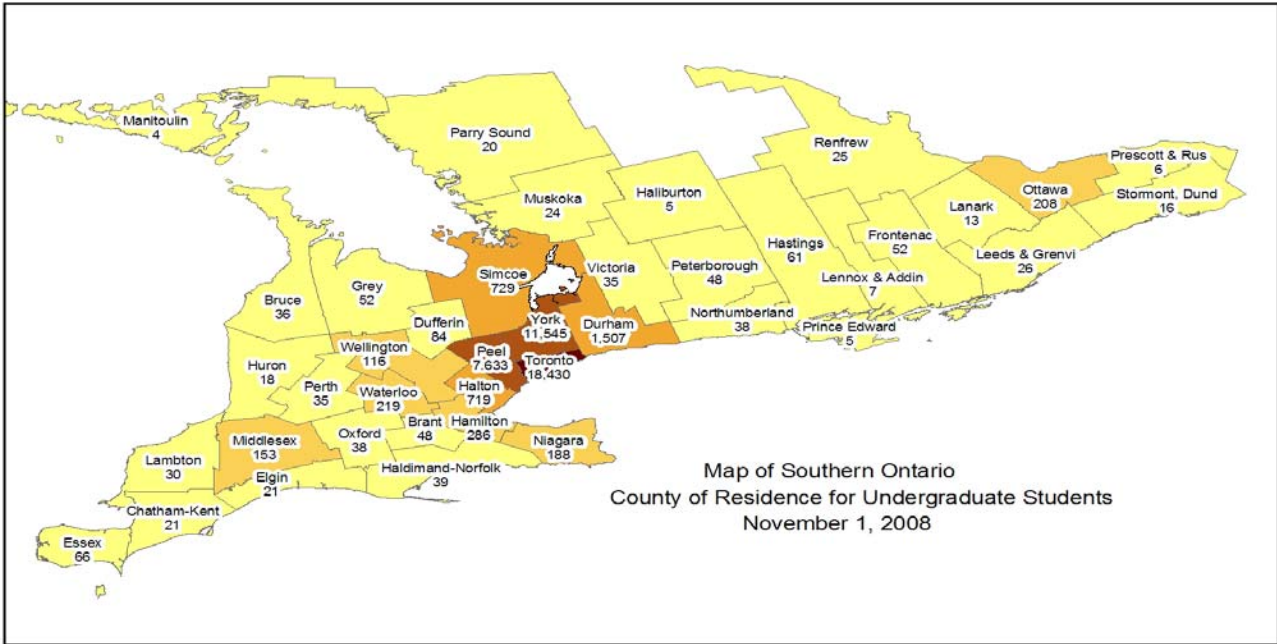 Manitoulin
4
Parry Sound
20
Renfrew
25
Prescott & Rus
6
Ottawa
208
Stormont, Dund
16
Muskoka
24
Haliburton
5
Lanark
13
Frontenac
52
Hastings
61
Leeds & Grenvi
26
Simcoe
729
Victoria
35
Peterborough
48
Lennox & Addin
7
Grey
52
Bruce
36
Dufferin
84
York
11,545
Durham
1,507
Northumberland
38
Prince Edward
5
Wellington
116
Peel
7,633
Toronto
18,430
Huron
18
Perth
35
Waterloo
219
Halton
719
Brant
48
Hamilton
286
Oxford
38
Middlesex
153
Niagara
188
Lambton
30
Elgin
21
Haldimand-Norfolk
39
Chatham-Kent
21
Essex
66
Map of Southern Ontario
County of Residence for Undergraduate Students
November 1, 2008